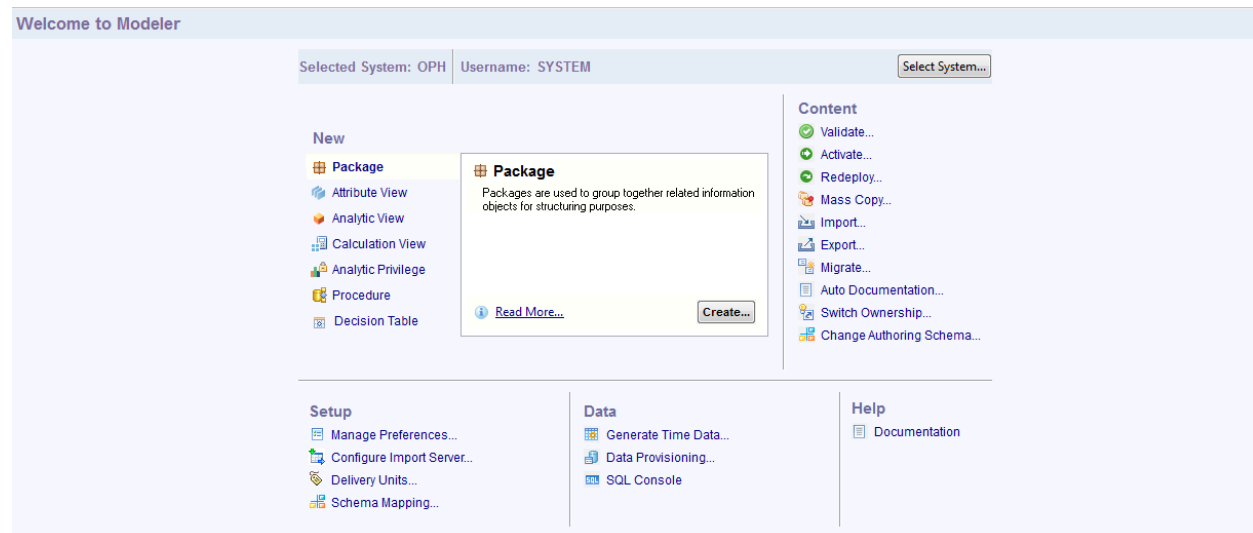 Welcome to Modeler
Selected System: OPH
Username: SYSTEM
Select System...
New
Package
Attribute View
Analytic View
Calculation View
Analytic Privilege
Procedure
Decision Table
Package
Packages are used to group together related information
objects for structuring purposes.
Read More...
Create...
Content
Validate...
Activate...
Redeploy...
Mass Copy...
Import...
Export...
Migrate...
Auto Documentation...
Switch Ownership...
Change Authoring Schema...
Setup
Manage Preferences...
Configure Import Server...
Delivery Units...
Schema Mapping...
Data
Generate Time Data...
Data Provisioning...
SQL
SQL Console
Help
Documentation